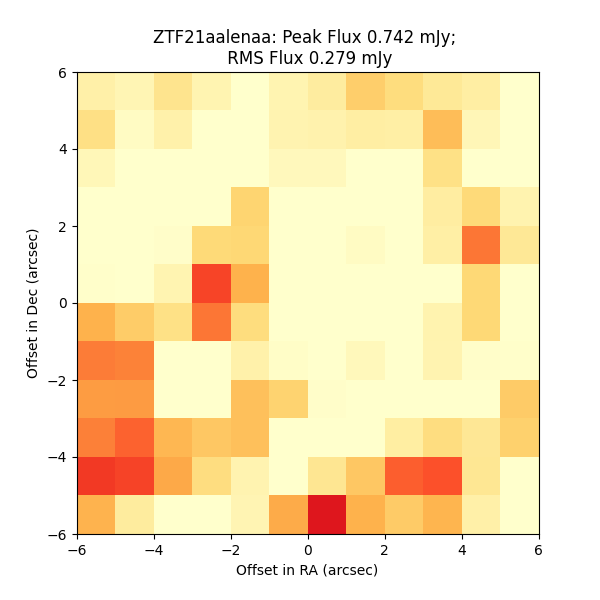 ZTF21aalenaa: Peak Flux 0.742 mJy;
RMS Flux 0.279 mJy
6
4
2
0
−2
−4
−6
Offset in Dec (arcsec)
−6 −4 −2 0 2 4 6
Offset in RA (arcsec)